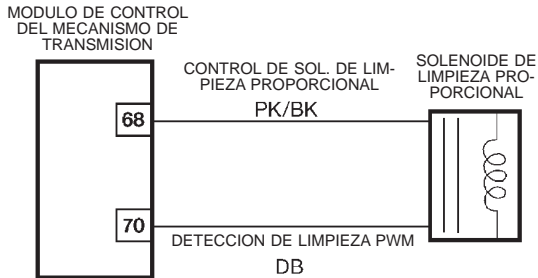 MODULO DE CONTROL
DEL MECANISMO DE
TRANSMISION
CONTROL DE SOL. DE LIM-
PIEZA PROPORCIONAL
SOLENOIDE DE
LIMPIEZA PRO-
PORCIONAL
68
PK/BK
70
DETECCION DE LIMPIEZA PWM
DB